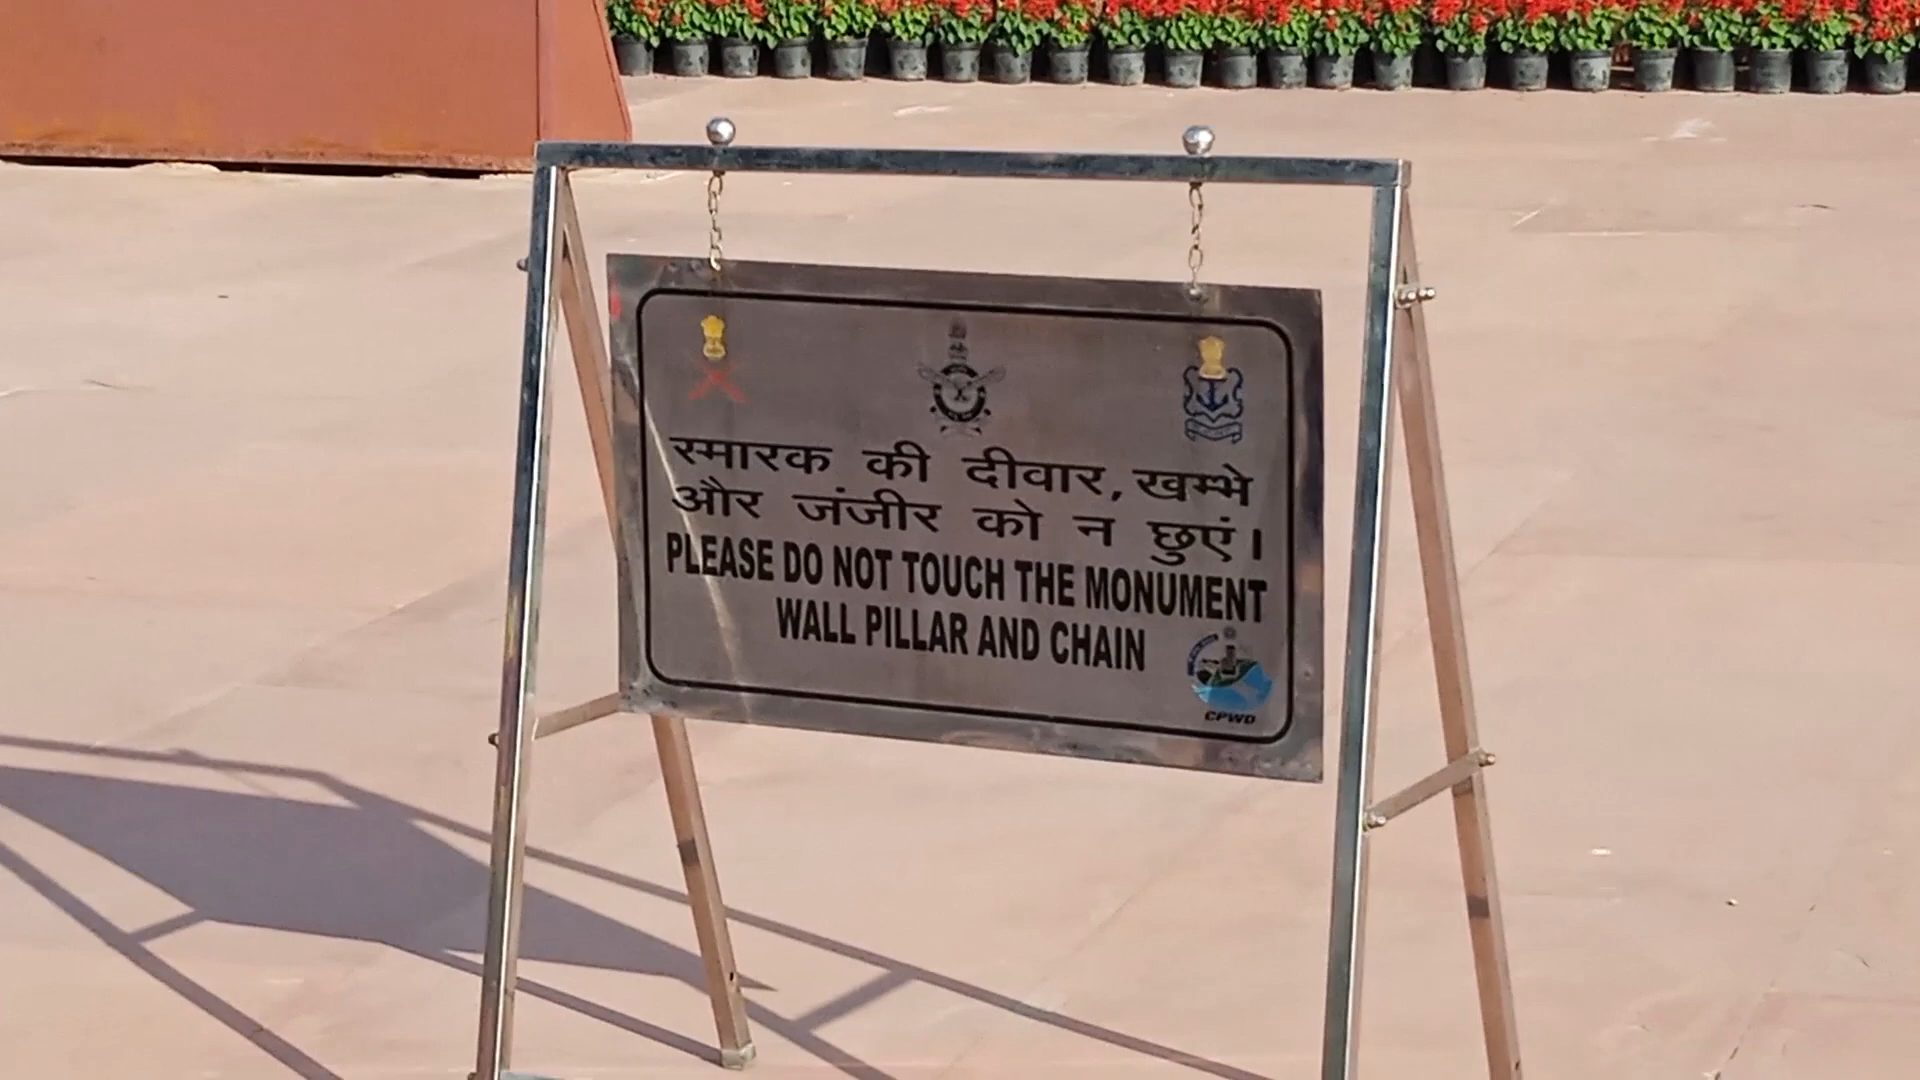 स्मारक की दीवार, खम्भे
और जंजीर को न छुएं।
PLEASE DO NOT TOUCH THE MONUMENT
WALL PILLAR AND CHAIN
CPWD